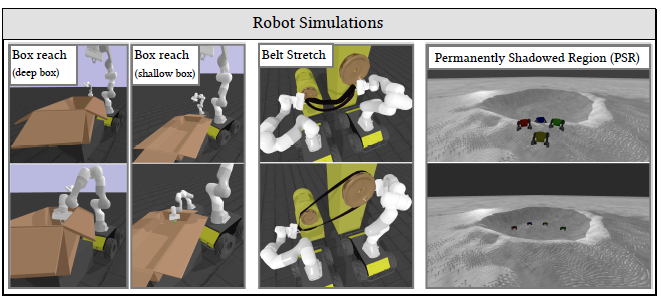 Robot Simulations
Box reach
(deep box)
Box reach
(shallow box)
Belt Stretch
Permanently Shadowed Region (PSR)